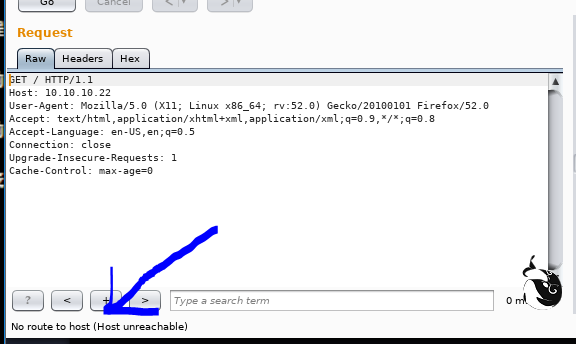 Go Cancel < >
Request
Raw Headers Hex
GET / HTTP/1.1
Host: 10.10.10.22
User-Agent: Mozilla/5.0 (X11; Linux x86_64; rv:52.0) Gecko/20100101 Firefox/52.0
Accept: text/html,application/xhtml+xml,application/xml;q=0.9,*/*;q=0.8
Accept-Language: en-US,en;q=0.5
Connection: close
Upgrade-Insecure-Requests: 1
Cache-Control: max-age=0
? < + > Type a search term 0
No route to host (Host unreachable)